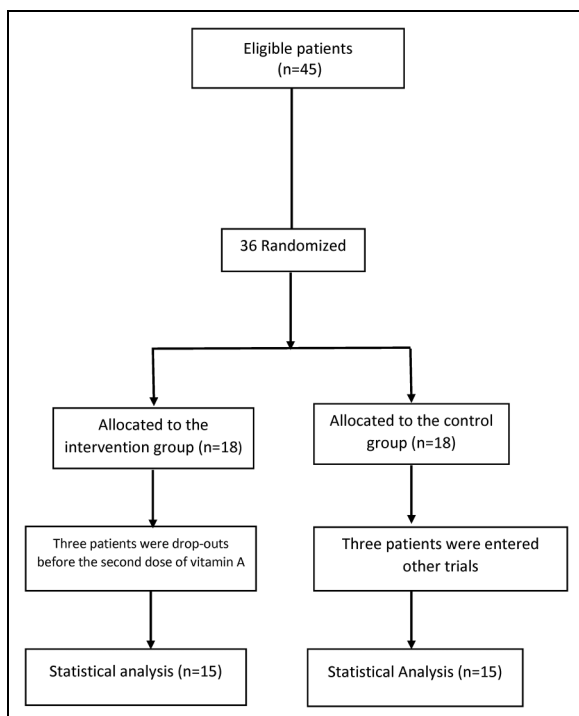 Eligible patients
(n=45)
36 Randomized
Allocated to the
intervention group (n=18)
Allocated to the control
group (n=18)
Three patients were drop-outs
before the second dose of vitamin A
Three patients were entered
other trials
Statistical analysis (n=15)
Statistical Analysis (n=15)